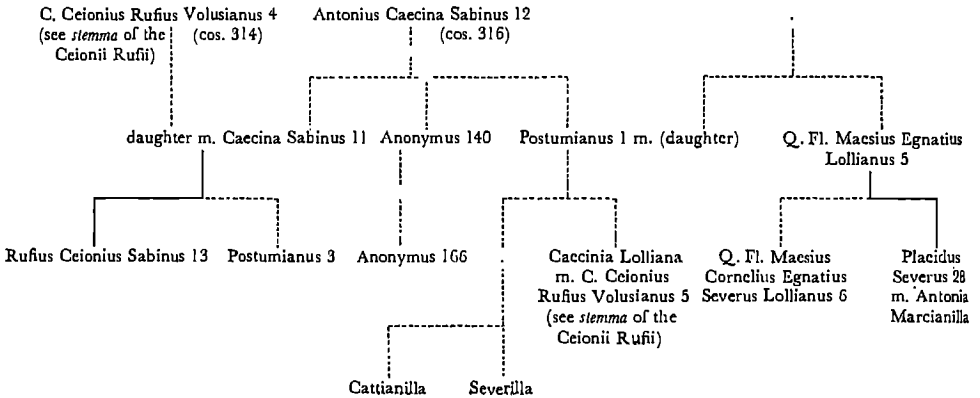 C. Ceionius Rufius Volusianus 4
(see stemma of the (cos. 314)
Ceionii Rufii)
Antonius Caecina Sabinus 12
(cos. 316)
daughter m. Caecina Sabinus 11
Anonymus 140
Postumianus 1 m. (daughter)
Q. Fl. Maesius Egnatius
Lollianus 5
Rufius Ceionius Sabinus 13
Postumianus 3
Anonymus 166
Caecinia Lolliana
m. C. Ceionius
Rufius Volusianus 5
(see stemma of the
Ceionii Rufii)
Q. Fl. Maesius
Cornelius Egnatius
Severus Lollianus 6
Placidus
Severus 28
m. Antonia
Marcianilla
Cattianilla
Severilla